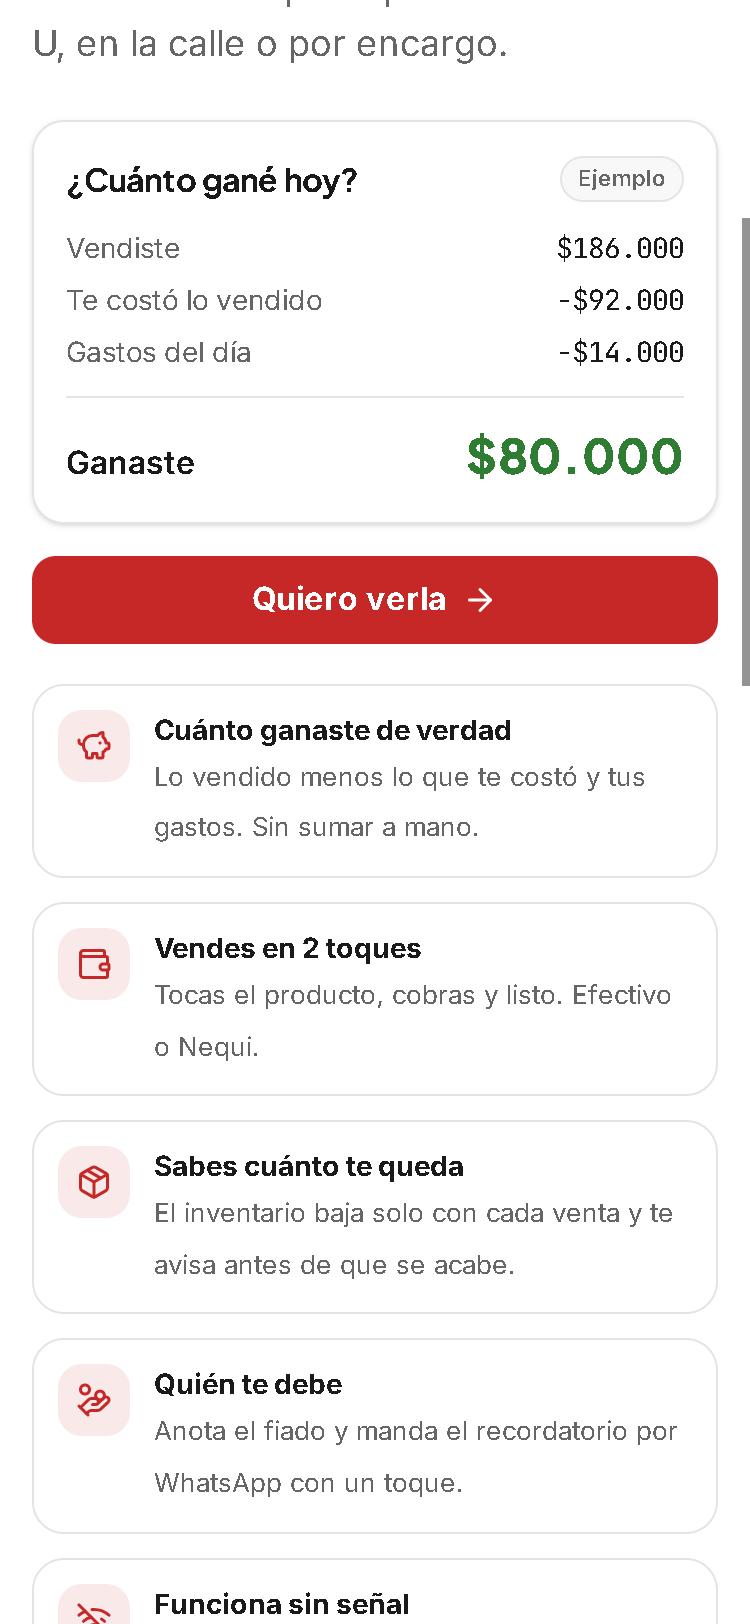 U, en la calle o por encargo.
¿Cuánto gané hoy?
Ejemplo
Vendiste
$186.000
Te costó lo vendido
-$92.000
Gastos del día
-$14.000
Ganaste
$80.000
Quiero verla →
Cuánto ganaste de verdad
Lo vendido menos lo que te costó y tus
gastos. Sin sumar a mano.
Vendes en 2 toques
Tocas el producto, cobras y listo. Efectivo
o Nequi.
Sabes cuánto te queda
El inventario baja solo con cada venta y te
avisa antes de que se acabe.
Quién te debe
Anota el fiado y manda el recordatorio por
WhatsApp con un toque.
Funciona sin señal